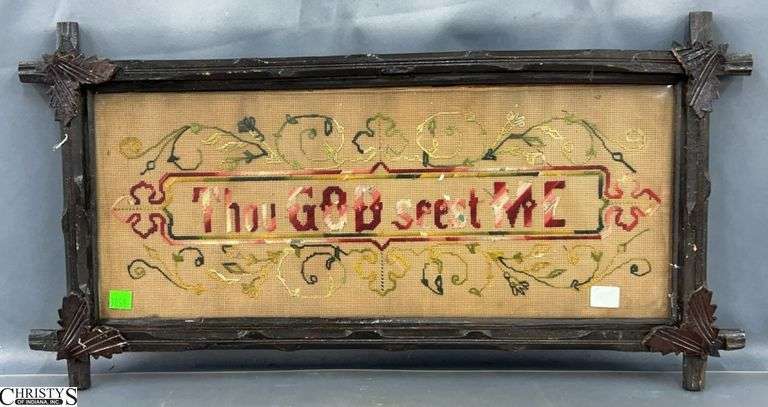 Thou GOD seest ME
CHRISTY'S
OF INDIANA, INC.